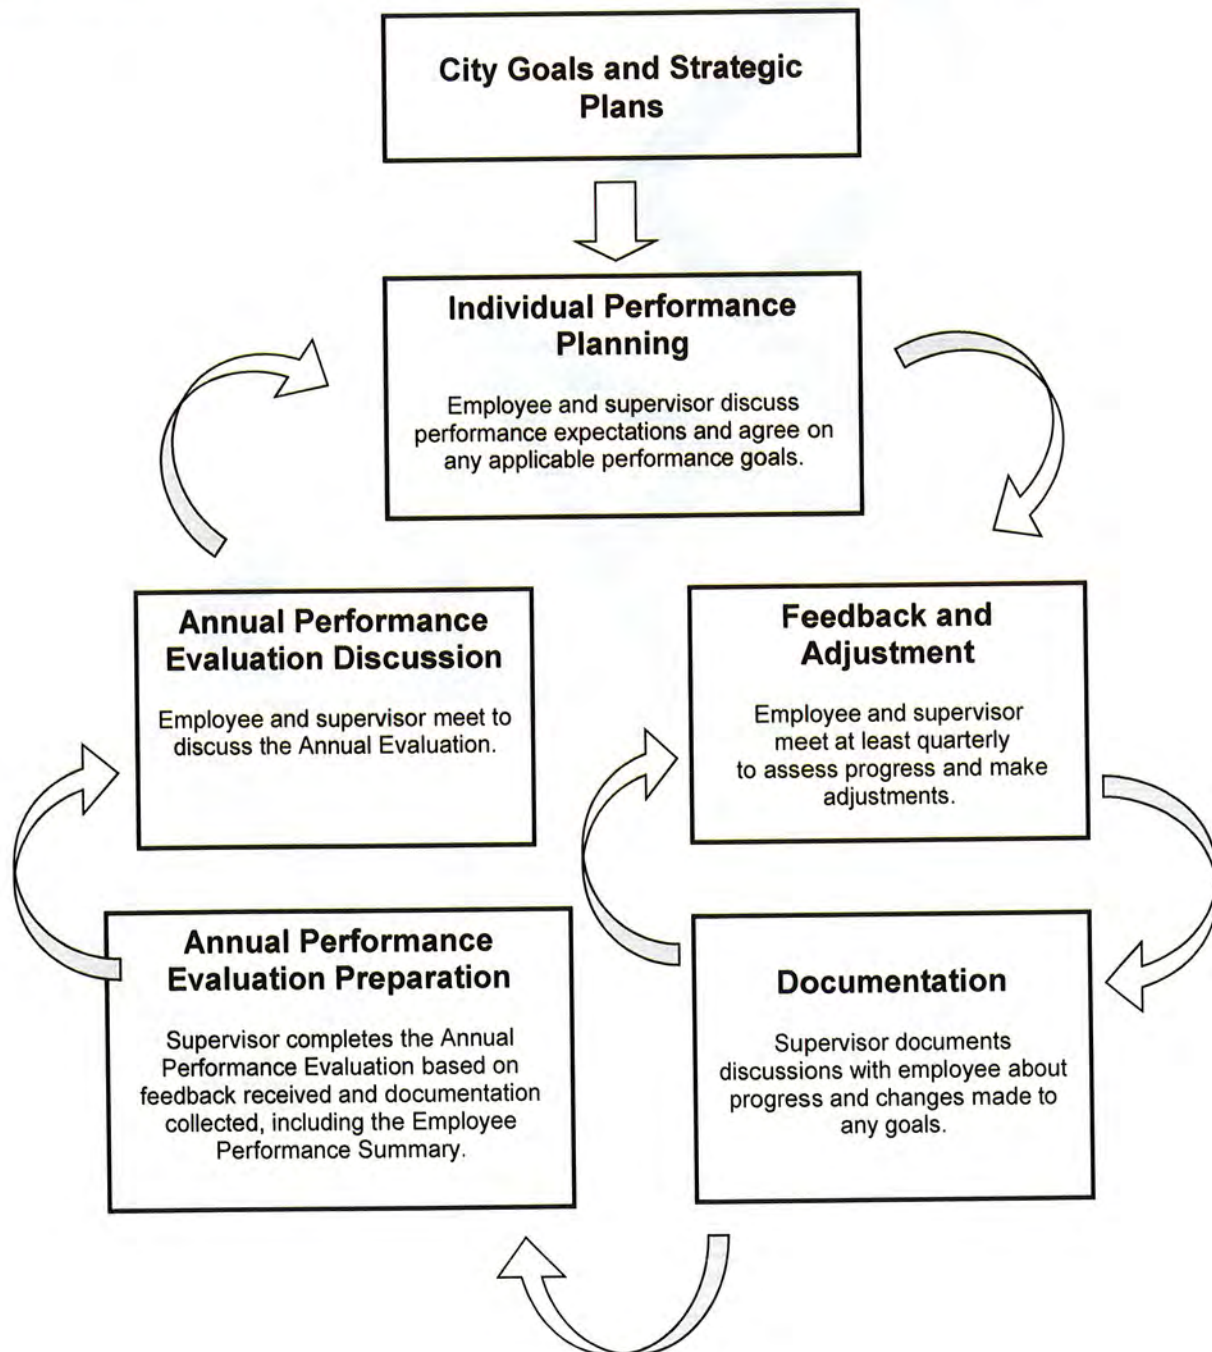 City Goals and Strategic
Plans
Individual Performance
Planning
Employee and supervisor discuss
performance expectations and agree on
any applicable performance goals.
Annual Performance
Evaluation Discussion
Employee and supervisor meet to
discuss the Annual Evaluation.
Feedback and
Adjustment
Employee and supervisor
meet at least quarterly
to assess progress and make
adjustments.
Annual Performance
Evaluation Preparation
Supervisor completes the Annual
Performance Evaluation based on
feedback received and documentation
collected, including the Employee
Performance Summary.
Documentation
Supervisor documents
discussions with employee about
progress and changes made to
any goals.